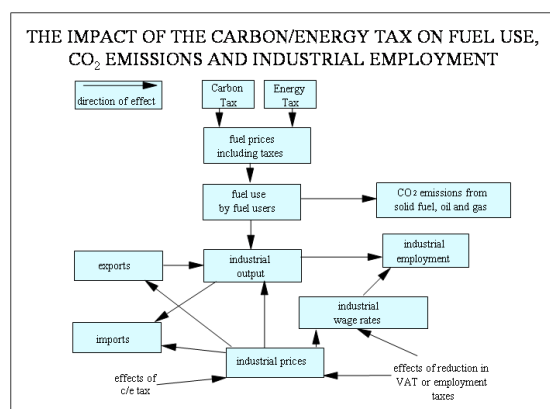 THE IMPACT OF THE CARBON/ENERGY TAX ON FUEL USE,
CO2 EMISSIONS AND INDUSTRIAL EMPLOYMENT
direction of effect
Carbon
Tax
Energy
Tax
fuel prices
including taxes
fuel use
by fuel users
CO2 emissions from
solid fuel, oil and gas
exports
industrial
output
industrial
employment
imports
industrial
wage rates
industrial prices
effects of
c/e tax
effects of reduction in
VAT or employment
taxes